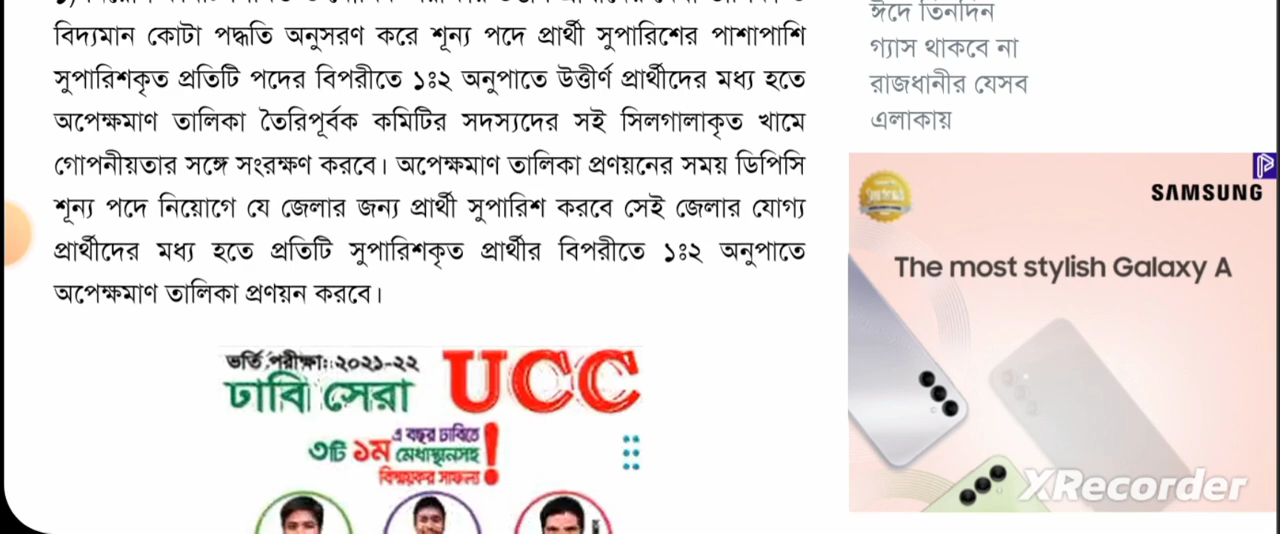 বিদ্যমান কোটা পদ্ধতি অনুসরণ করে শূন্য পদে প্রার্থী সুপারিশের পাশাপাশি
সুপারিশকৃত প্রতিটি পদের বিপরীতে ১ঃ২ অনুপাতে উত্তীর্ণ প্রার্থীদের মধ্য হতে
অপেক্ষমাণ তালিকা তৈরিপূর্বক কমিটির সদস্যদের সই সিলগালাকৃত খামে
গোপনীয়তার সঙ্গে সংরক্ষণ করবে। অপেক্ষমাণ তালিকা প্রণয়নের সময় ডিপিসি
শূন্য পদে নিয়োগে যে জেলার জন্য প্রার্থী সুপারিশ করবে সেই জেলার যোগ্য
প্রার্থীদের মধ্য হতে প্রতিটি সুপারিশকৃত প্রার্থীর বিপরীতে ১ঃ২ অনুপাতে
অপেক্ষমাণ তালিকা প্রণয়ন করবে।
ভর্তি পরীক্ষা: ২০২১-২২
ঢাবি সেরা UCC
এ বছর ঢাবিতে
৩টি ১ম মেধাস্থানসহ
বিস্ময়কর সাফল্য!
ঈদে তিনদিন
গ্যাস থাকবে না
রাজধানীর যেসব
এলাকায়
SAMSUNG
The most stylish Galaxy A
XRecorder